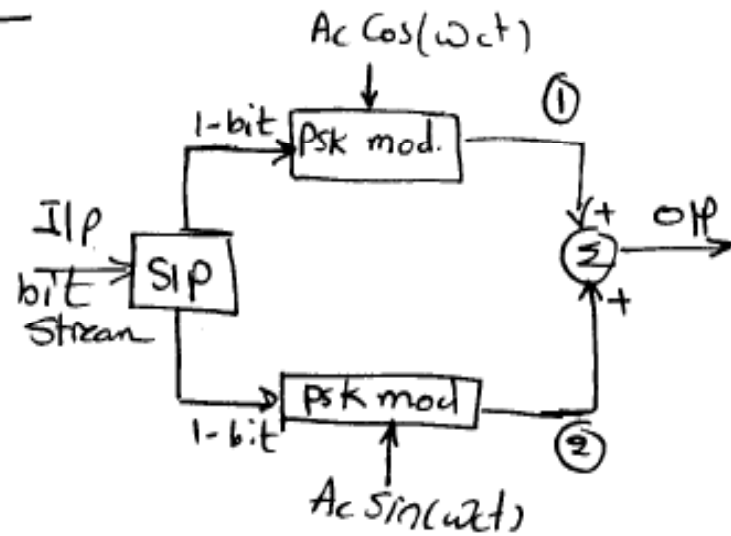 Ac Cos(ωct)
①
1-bit
PSK mod.
+
I/p
O/P
S/P
Σ
bit
+
Stream
PSK mod
1-bit
②
Ac Sin(ωct)